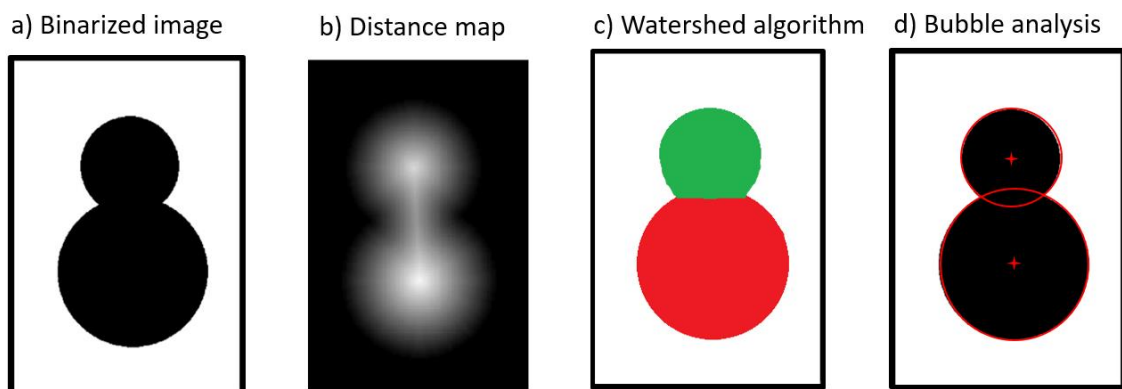 a) Binarized image
b) Distance map
c) Watershed algorithm
d) Bubble analysis